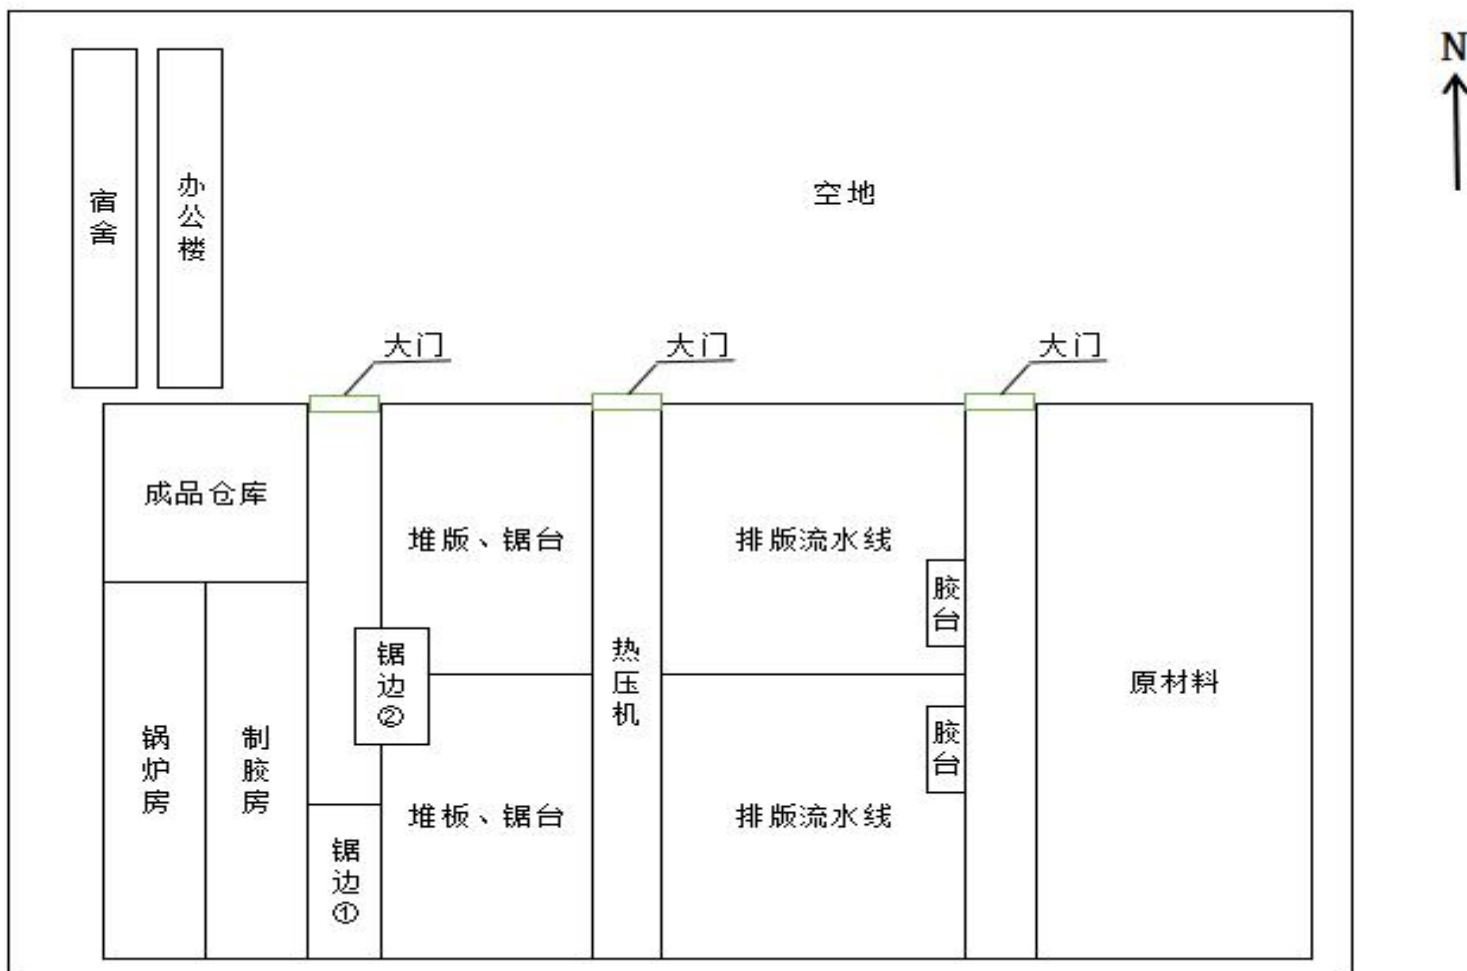 N
宿舍
办公楼
空地
大门
大门
大门
成品仓库
堆版、锯台
排版流水线
胶台
锯边②
热压机
原材料
锅炉房
制胶房
胶台
堆板、锯台
排版流水线
锯边①